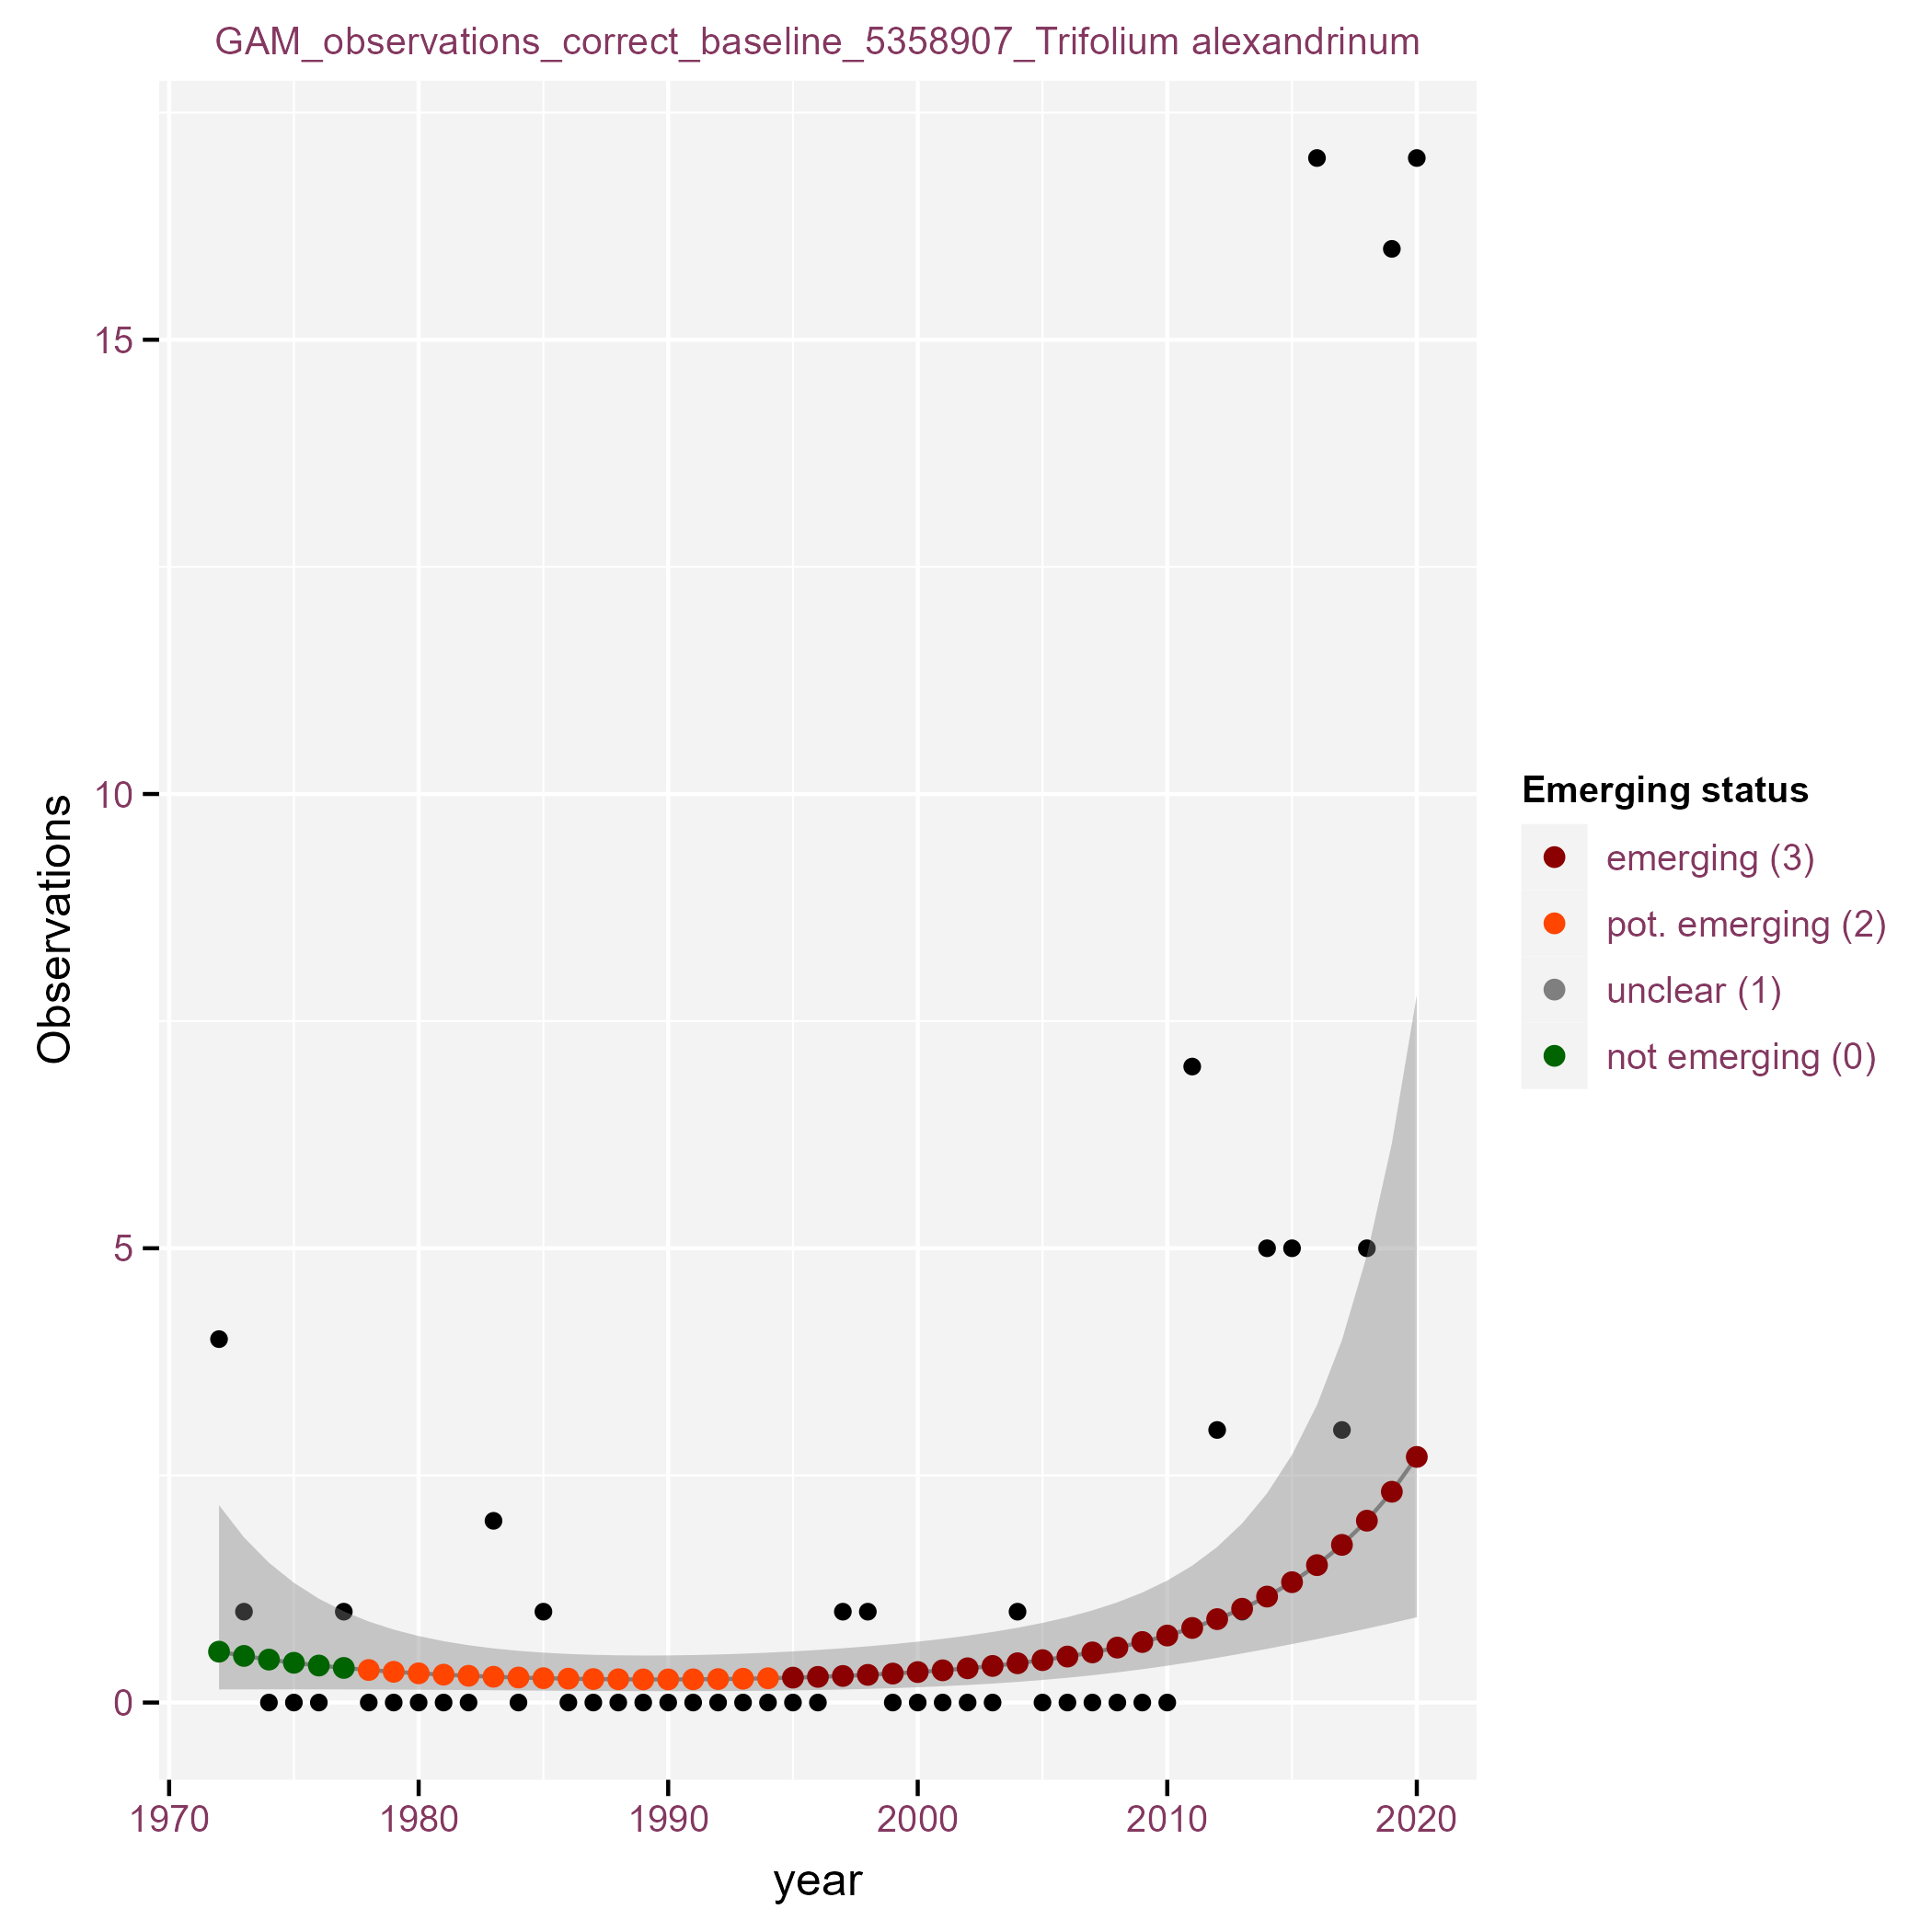 GAM_observations_correct_baseline_5358907_Trifolium alexandrinum
Observations
15
10
5
0
1970 1980 1990 2000 2010 2020
year
Emerging status
emerging (3)
pot. emerging (2)
unclear (1)
not emerging (0)